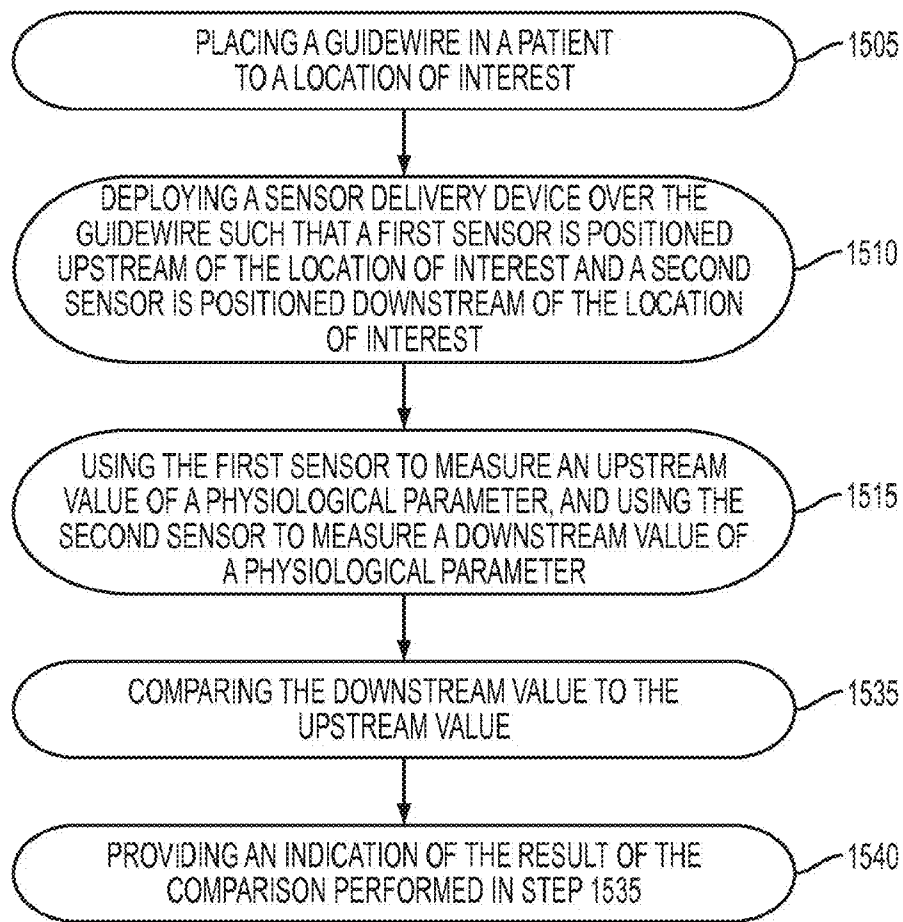 PLACING A GUIDEWIRE IN A PATIENT
TO A LOCATION OF INTEREST
1505
DEPLOYING A SENSOR DELIVERY DEVICE OVER THE
GUIDEWIRE SUCH THAT A FIRST SENSOR IS POSITIONED
UPSTREAM OF THE LOCATION OF INTEREST AND A SECOND
SENSOR IS POSITIONED DOWNSTREAM OF THE LOCATION
OF INTEREST
1510
USING THE FIRST SENSOR TO MEASURE AN UPSTREAM
VALUE OF A PHYSIOLOGICAL PARAMETER, AND USING THE
SECOND SENSOR TO MEASURE A DOWNSTREAM VALUE OF
A PHYSIOLOGICAL PARAMETER
1515
COMPARING THE DOWNSTREAM VALUE TO THE
UPSTREAM VALUE
1535
PROVIDING AN INDICATION OF THE RESULT OF THE
COMPARISON PERFORMED IN STEP 1535
1540